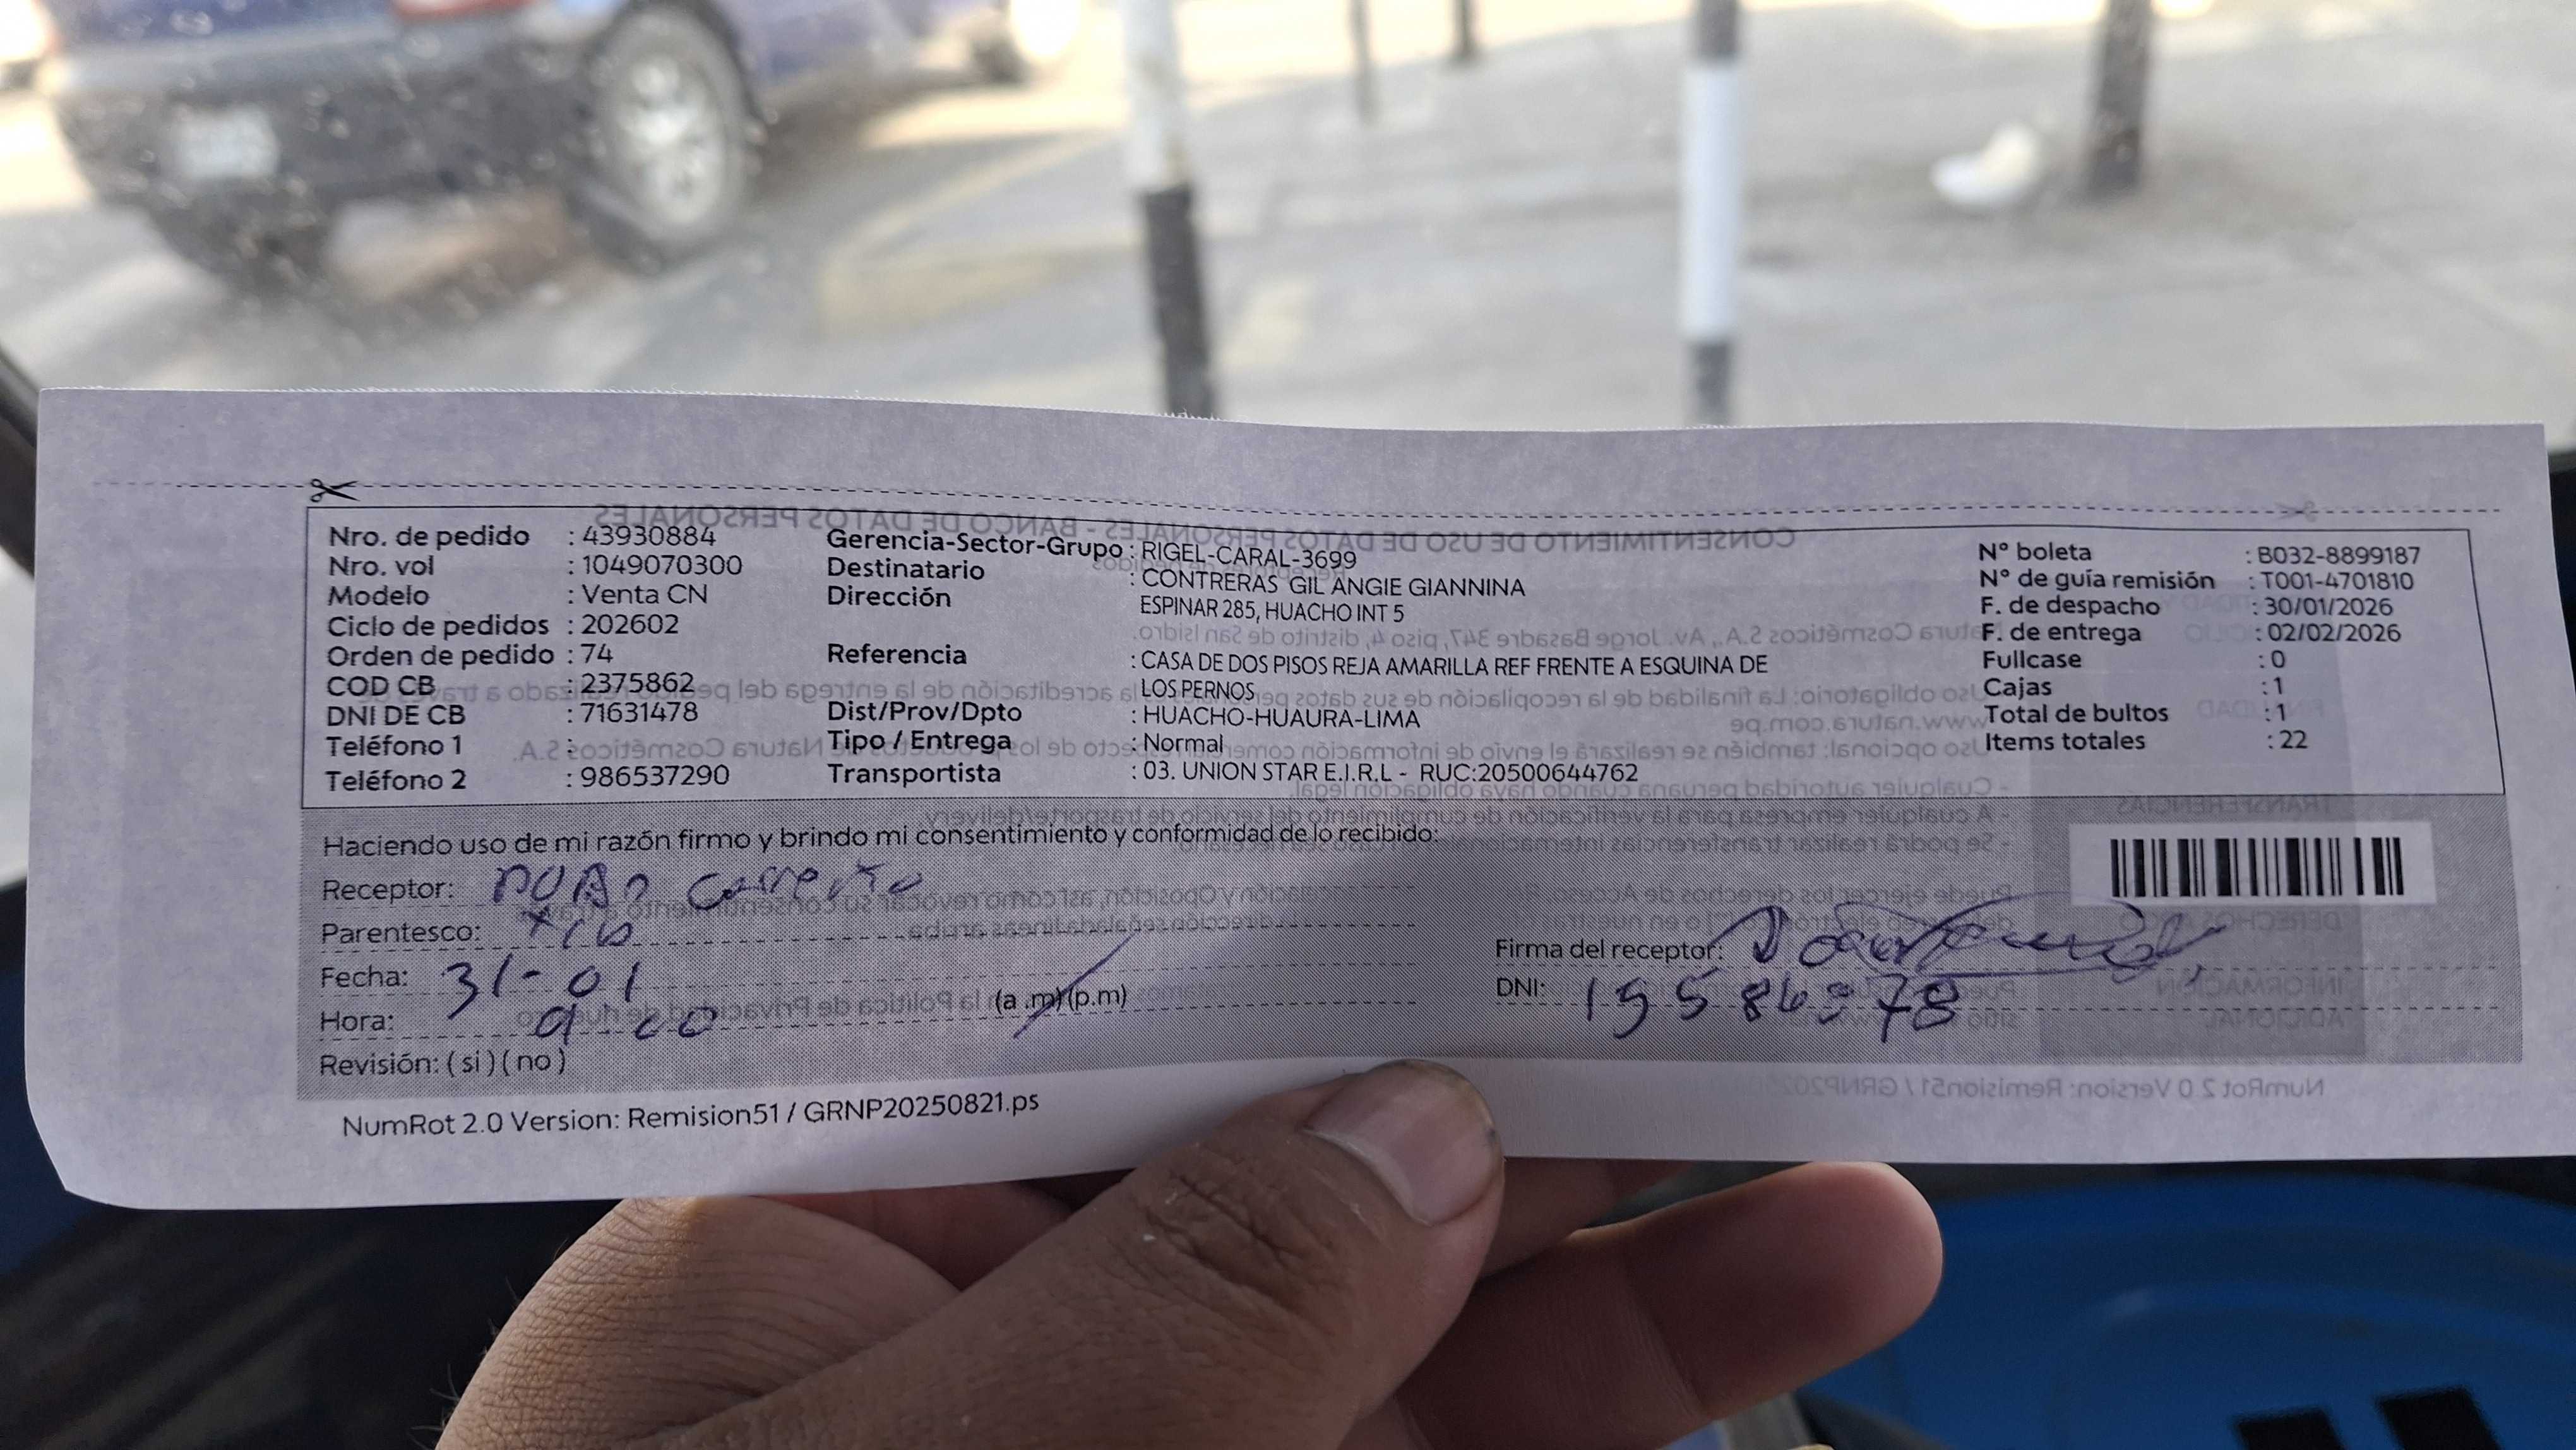 Nro. de pedido : 43930884
Nro. vol : 1049070300
Modelo : Venta CN
Ciclo de pedidos : 202602
Orden de pedido : 74
COD CB : 2375862
DNI DE CB : 71631478
Teléfono 1 :
Teléfono 2 : 986537290
Gerencia-Sector-Grupo : RIGEL-CARAL-3699
Destinatario : CONTRERAS GIL ANGIE GIANNINA
Dirección ESPINAR 285, HUACHO INT 5
Referencia : CASA DE DOS PISOS REJA AMARILLA REF FRENTE A ESQUINA DE
LOS PERNOS
Dist/Prov/Dpto : HUACHO-HUAURA-LIMA
Tipo / Entrega : Normal
Transportista : 03. UNION STAR E.I.R.L - RUC:20500644762
N° boleta : B032-8899187
N° de guía remisión : T001-4701810
F. de despacho : 30/01/2026
F. de entrega : 02/02/2026
Fullcase : 0
Cajas : 1
Total de bultos : 1
Items totales : 22
Haciendo uso de mi razón firmo y brindo mi consentimiento y conformidad de lo recibido:
Receptor:
Parentesco:
Fecha: 31-01
Hora: 9:00 (a.m)(p.m)
Revisión: (si)(no)
Firma del receptor:
DNI:
NumRot 2.0 Version: Remision51 / GRNP20250821.ps